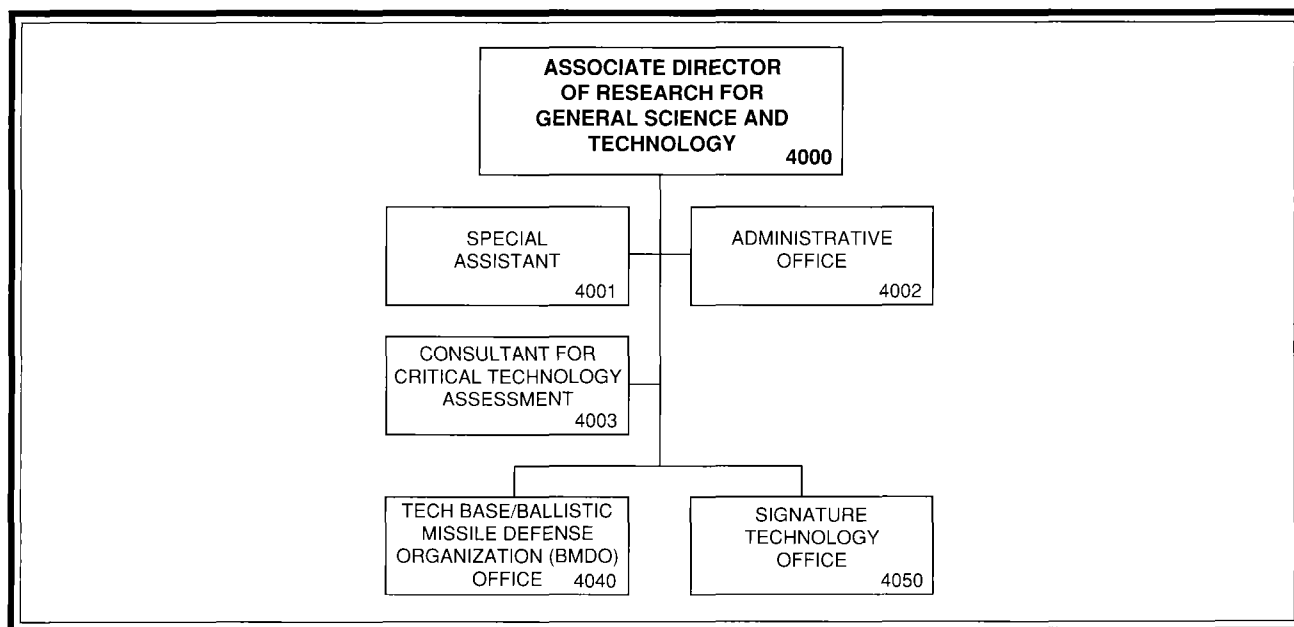 ASSOCIATE DIRECTOR
OF RESEARCH FOR
GENERAL SCIENCE AND
TECHNOLOGY
4000
SPECIAL
ASSISTANT
4001
ADMINISTRATIVE
OFFICE
4002
CONSULTANT FOR
CRITICAL TECHNOLOGY
ASSESSMENT
4003
TECH BASE/BALLISTIC
MISSILE DEFENSE
ORGANIZATION (BMDO)
OFFICE 4040
SIGNATURE
TECHNOLOGY
OFFICE
4050